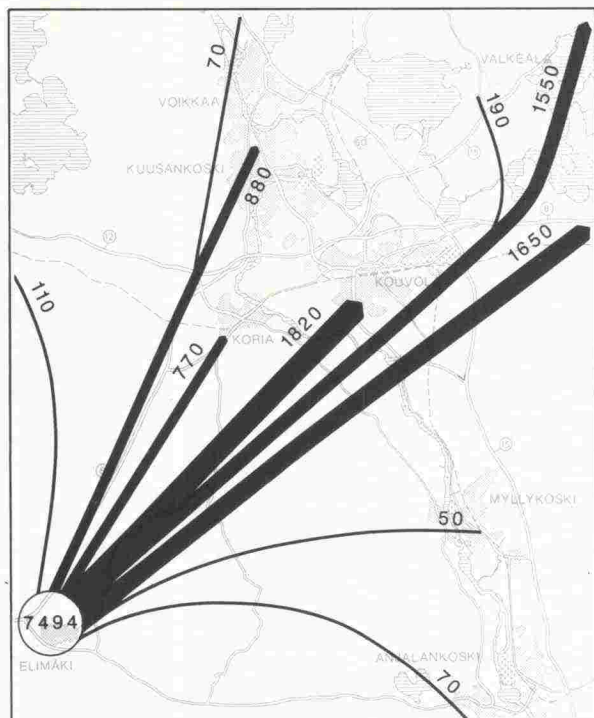 70
VALKEALA
1550
VOIKKAA
190
KUUSANKOSKI
880
1650
110
KOUVOLA
1820
KORIA
770
MYLLYKOSKI
50
7494
ELIMÄKI
ANJALANKOSKI
70